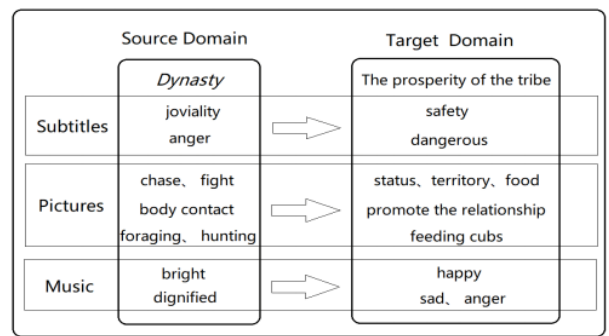 Source Domain Target Domain
Dynasty The prosperity of the tribe
Subtitles joviality safety
anger dangerous
chase、fight status、territory、food
Pictures body contact promote the relationship
foraging、hunting feeding cubs
Music bright happy
dignified sad、anger